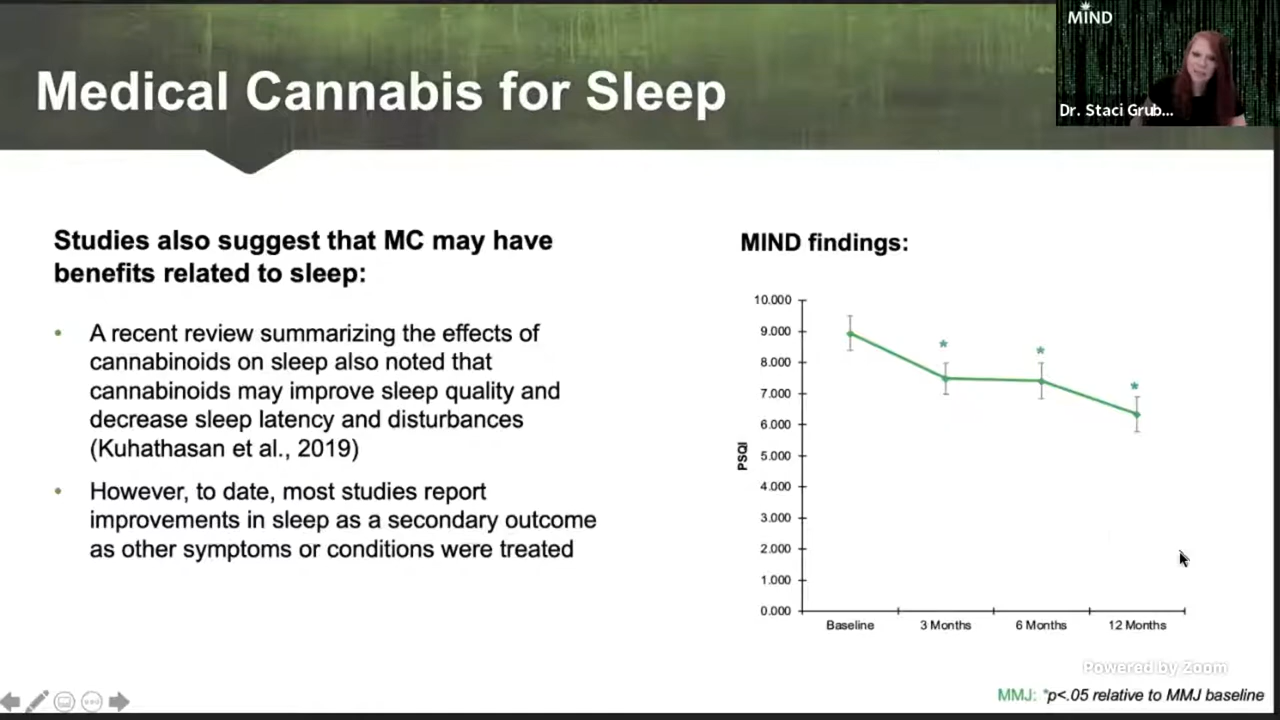 MIND
Dr. Staci Grub...
Medical Cannabis for Sleep
Studies also suggest that MC may have
benefits related to sleep:
• A recent review summarizing the effects of
cannabinoids on sleep also noted that
cannabinoids may improve sleep quality and
decrease sleep latency and disturbances
(Kuhathasan et al., 2019)
• However, to date, most studies report
improvements in sleep as a secondary outcome
as other symptoms or conditions were treated
MIND findings:
10.000
9.000
8.000
7.000
6.000
5.000
4.000
3.000
2.000
1.000
0.000
PSQI
* * *
Baseline 3 Months 6 Months 12 Months
Powered by Zoom
MMJ: *p<.05 relative to MMJ baseline